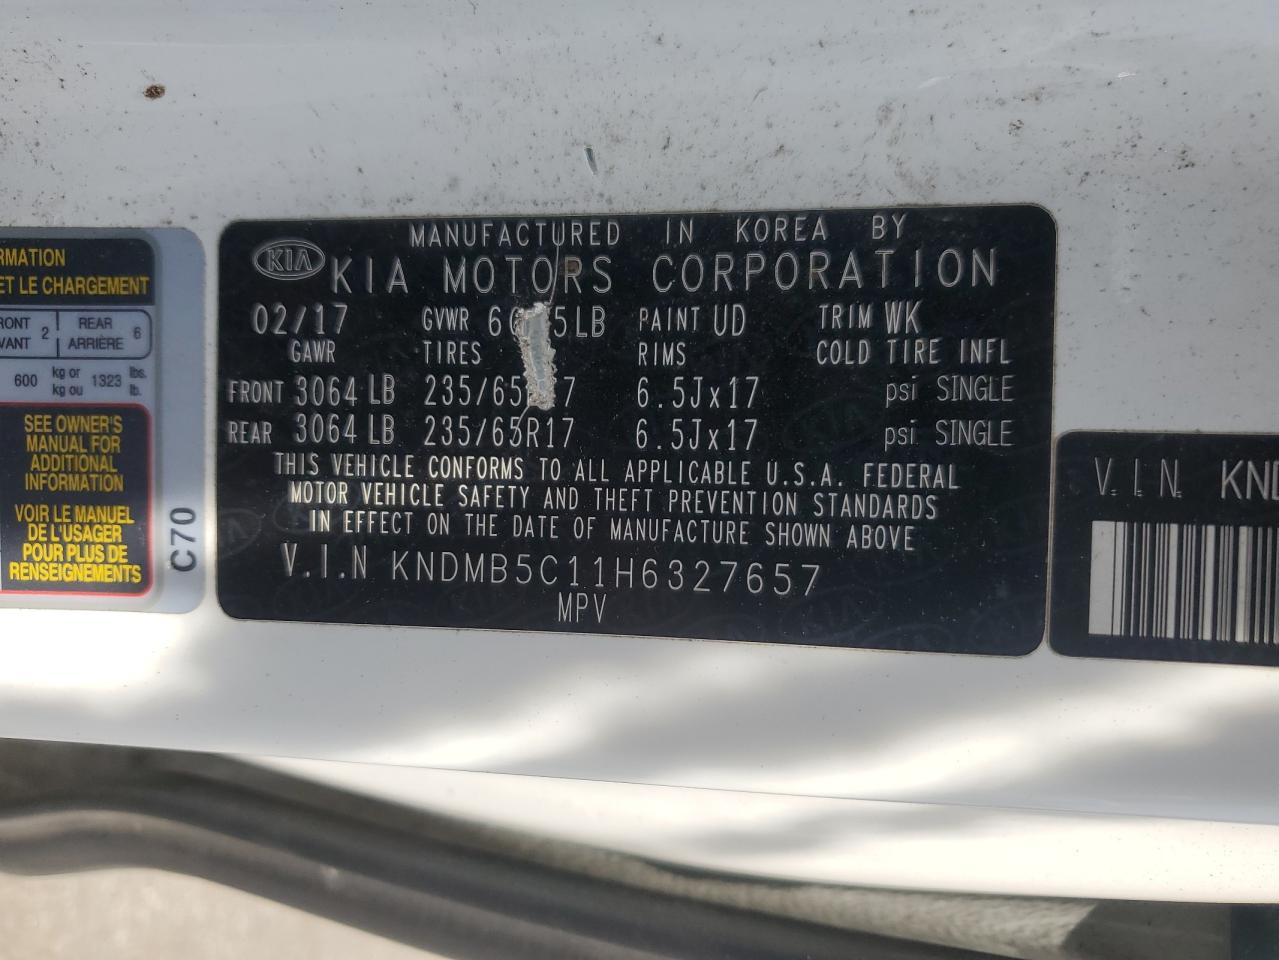 RMATION
ET LE CHARGEMENT
RONT 2 REAR 6
VANT ARRIÈRE
600 kg or 1323 lbs.
kg ou lb.
SEE OWNER'S
MANUAL FOR
ADDITIONAL
INFORMATION
VOIR LE MANUEL
DE L'USAGER
POUR PLUS DE
RENSEIGNEMENTS
C70
MANUFACTURED IN KOREA BY
KIA KIA MOTORS CORPORATION
02/17 GVWR PAINT UD TRIM WK
GAWR TIRES RIMS COLD TIRE INFL
FRONT 3064 LB 6.5Jx17 psi SINGLE
REAR 3064 LB 235/65R17 6.5Jx17 psi SINGLE
THIS VEHICLE CONFORMS TO ALL APPLICABLE U.S.A. FEDERAL
MOTOR VEHICLE SAFETY AND THEFT PREVENTION STANDARDS
IN EFFECT ON THE DATE OF MANUFACTURE SHOWN ABOVE
V.I.N KNDMB5C11H6327657
MPV
V.I.N. KND